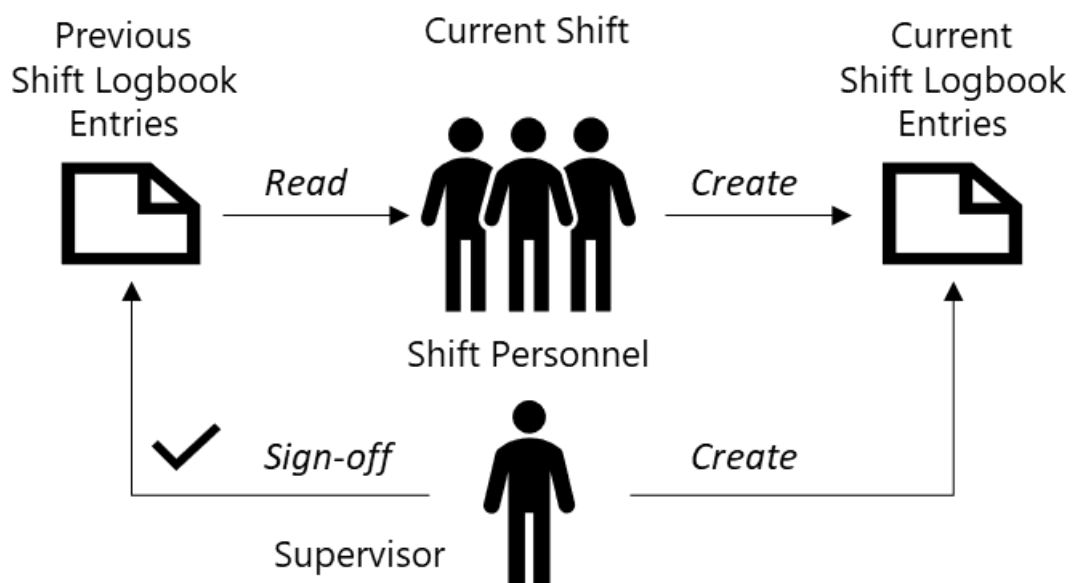 Previous
Shift Logbook
Entries
Current Shift
Current
Shift Logbook
Entries
Read
Create
Shift Personnel
Sign-off
Create
Supervisor